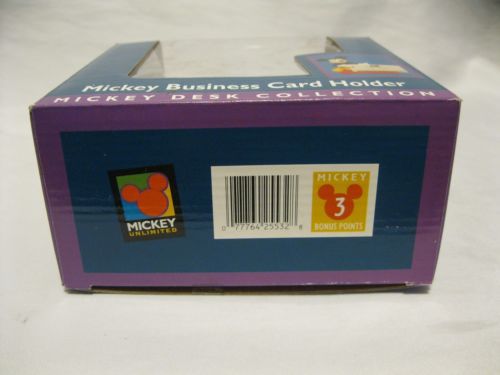 Mickey Business Card Holder
MICKEY DESK COLLECTION
MICKEY
UNLIMITED
0 77764 25532 8
MICKEY
3
BONUS POINTS